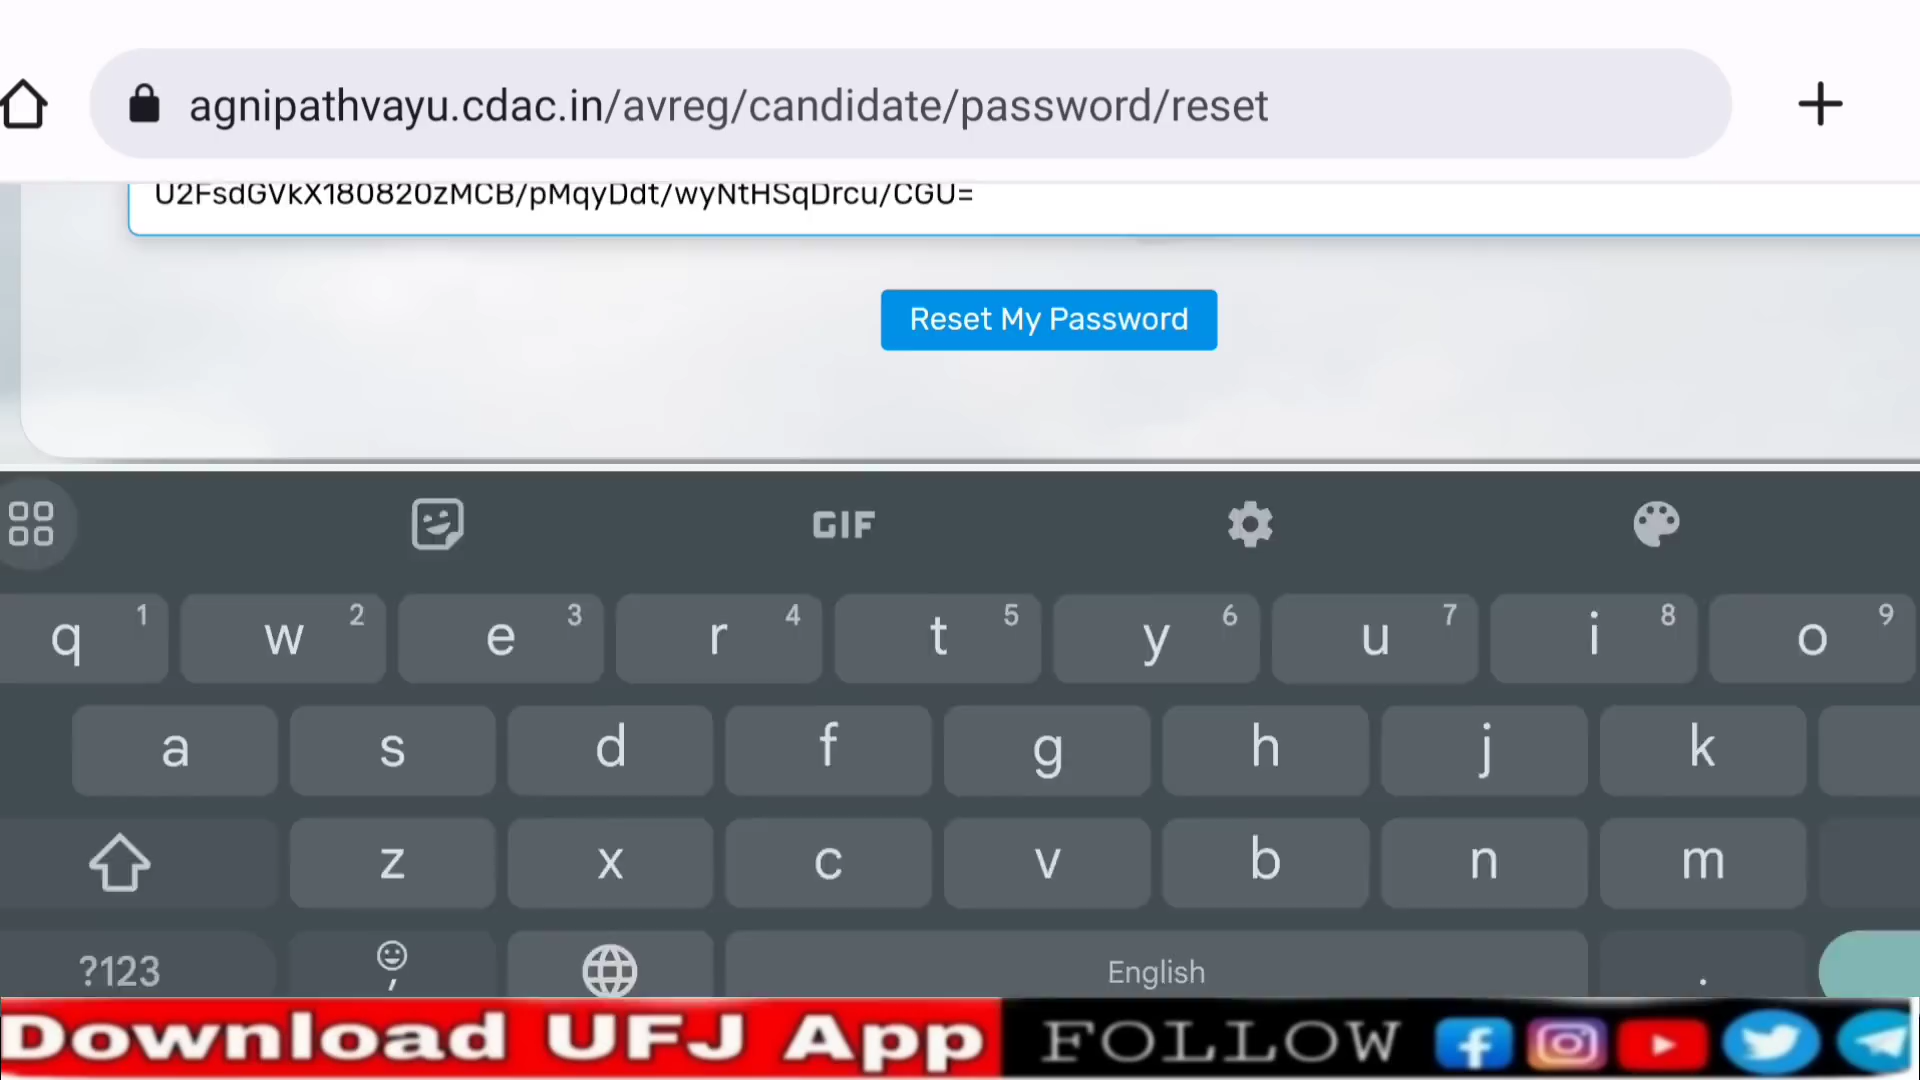 agnipathvayu.cdac.in/avreg/candidate/password/reset
U2FsdGVkX180820zMCB/pMqyDdt/wyNtHSqDrcu/CGU=
Reset My Password
GIF
q 1 w 2 e 3 r 4 t 5 y 6 u 7 i 8 o 9
a s d f g h j k
z x c v b n m
?123 , English .
Download UFJ App FOLLOW